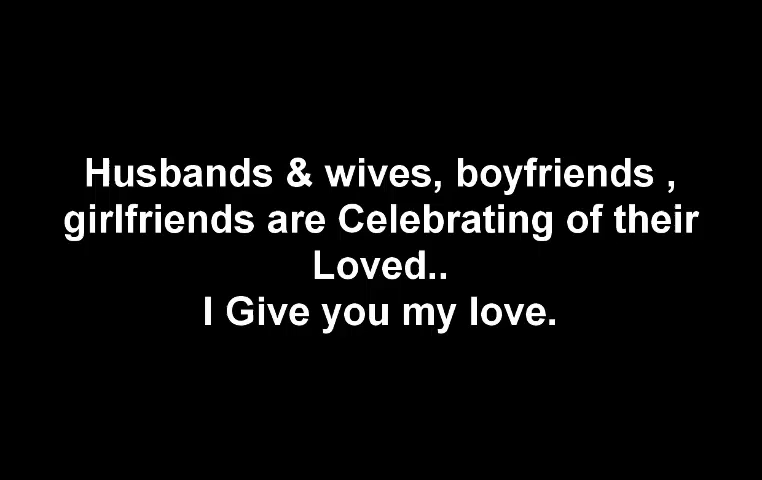 Husbands & wives, boyfriends ,
girlfriends are Celebrating of their
Loved..
I Give you my love.